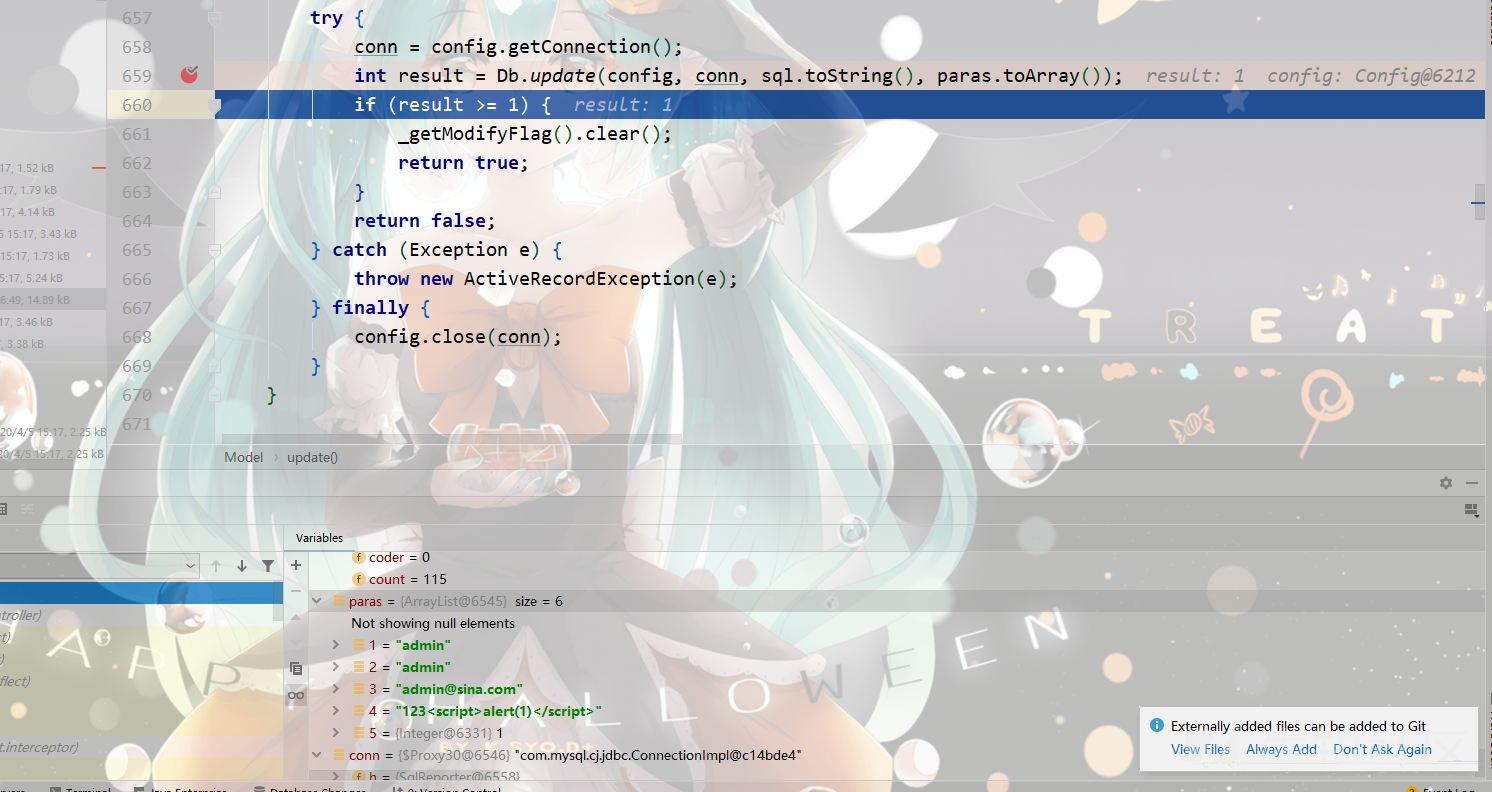 657 try {
658 conn = config.getConnection();
659 int result = Db.update(config, conn, sql.toString(), paras.toArray()); result: 1 config: Config@6212
660 if (result >= 1) { result: 1
661 _getModifyFlag().clear();
662 return true;
663 }
664 return false;
665 } catch (Exception e) {
666 throw new ActiveRecordException(e);
667 } finally {
668 config.close(conn);
669 }
670 }
671
17, 1.52 kB
:17, 1.79 kB
17, 4.14 kB
5 15:17, 3.43 kB
15:17, 1.73 kB
5:17, 5.24 kB
6:49, 14.89 kB
17, 3.46 kB
, 3.38 kB
20/4/5 15:17, 2.25 kB
20/4/5 15:17, 2.25 kB
TREAT
Model › update()
Variables
f coder = 0
f count = 115
paras = {ArrayList@6545} size = 6
Not showing null elements
1 = "admin"
2 = "admin"
3 = "admin@sina.com"
4 = "123<script>alert(1)</script>"
5 = {Integer@6331} 1
conn = {$Proxy30@6546} "com.mysql.cj.jdbc.ConnectionImpl@c14bde4"
f h = {SqlReporter@6558}
ntroller)
ct)
)
flect)
t.interceptor)
HAPP
HALLOWEEN
Externally added files can be added to Git
View Files Always Add Don't Ask Again
Terminal Java Enterprise Database Changes 9: Version Control Event Log